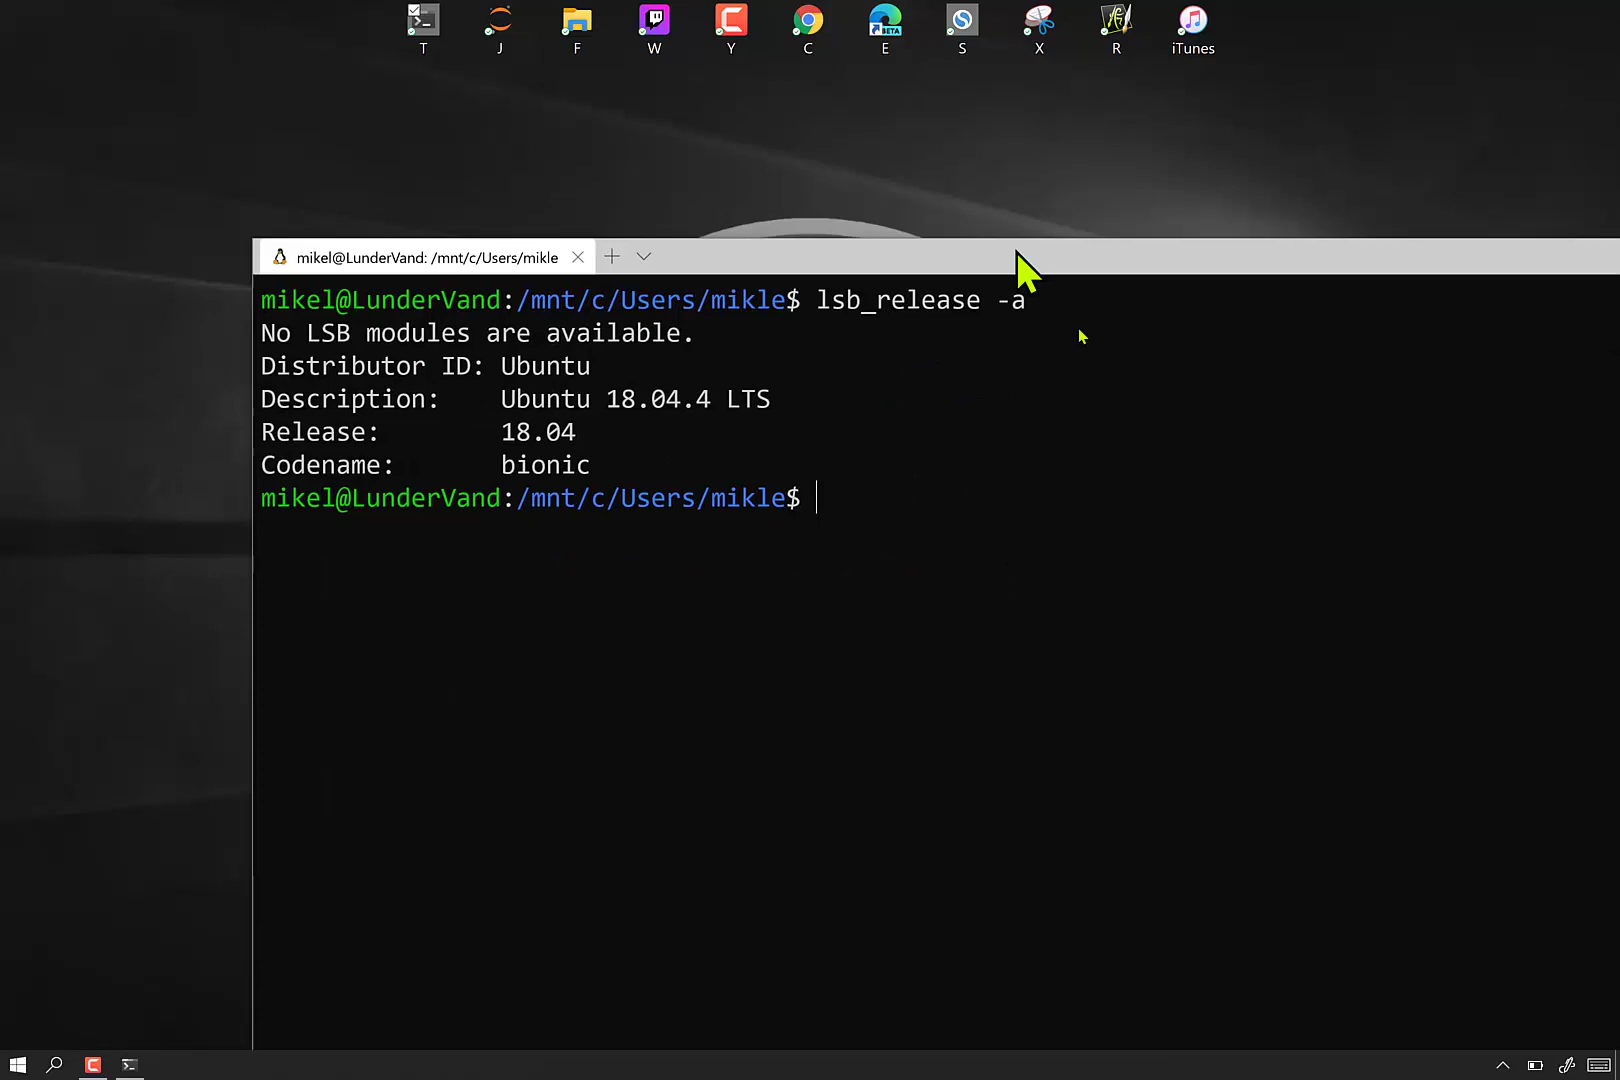 T J F W Y C E S X R iTunes
BETA
mikel@LunderVand: /mnt/c/Users/mikle
mikel@LunderVand:/mnt/c/Users/mikle$ lsb_release -a
No LSB modules are available.
Distributor ID: Ubuntu
Description: Ubuntu 18.04.4 LTS
Release: 18.04
Codename: bionic
mikel@LunderVand:/mnt/c/Users/mikle$